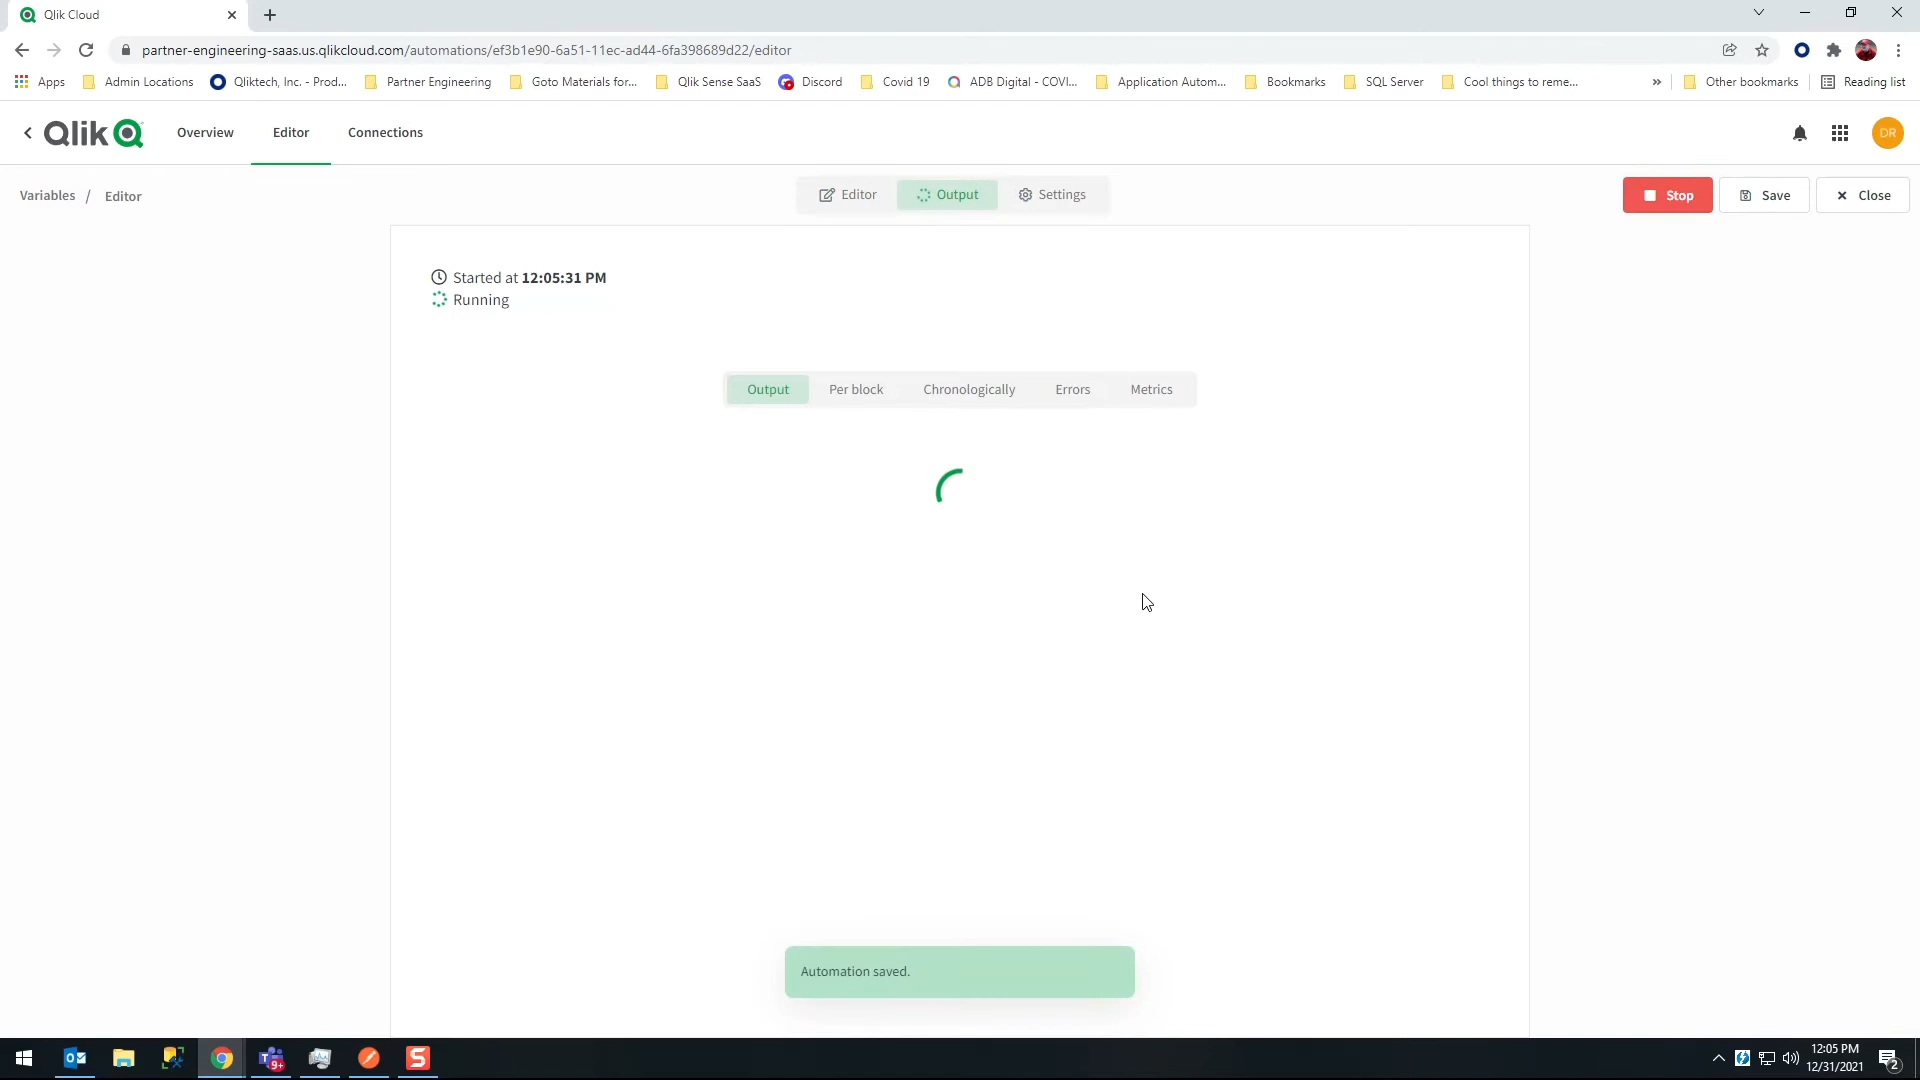 Qlik Cloud
partner-engineering-saas.us.qlikcloud.com/automations/ef3b1e90-6a51-11ec-ad44-6fa398689d22/editor
Apps Admin Locations Qliktech, Inc. - Prod... Partner Engineering Goto Materials for... Qlik Sense SaaS Discord Covid 19 ADB Digital - COVI... Application Autom... Bookmarks SQL Server Cool things to reme... » Other bookmarks Reading list
Qlik Overview Editor Connections DR
Variables / Editor Editor Output Settings Stop Save Close
Started at 12:05:31 PM
Running
Output Per block Chronologically Errors Metrics
Automation saved.
12:05 PM
12/31/2021
9+
2